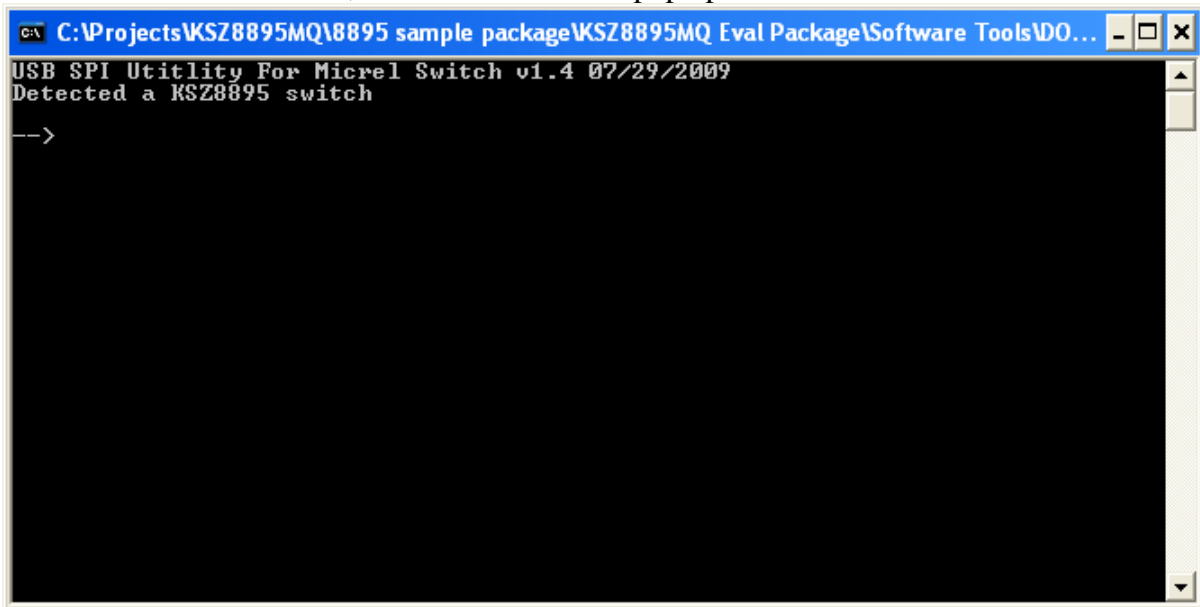 C:\Projects\KSZ8895MQ\8895 sample package\KSZ8895MQ Eval Package\Software Tools\DO...
USB SPI Utitlity For Micrel Switch v1.4 07/29/2009
Detected a KSZ8895 switch
-->